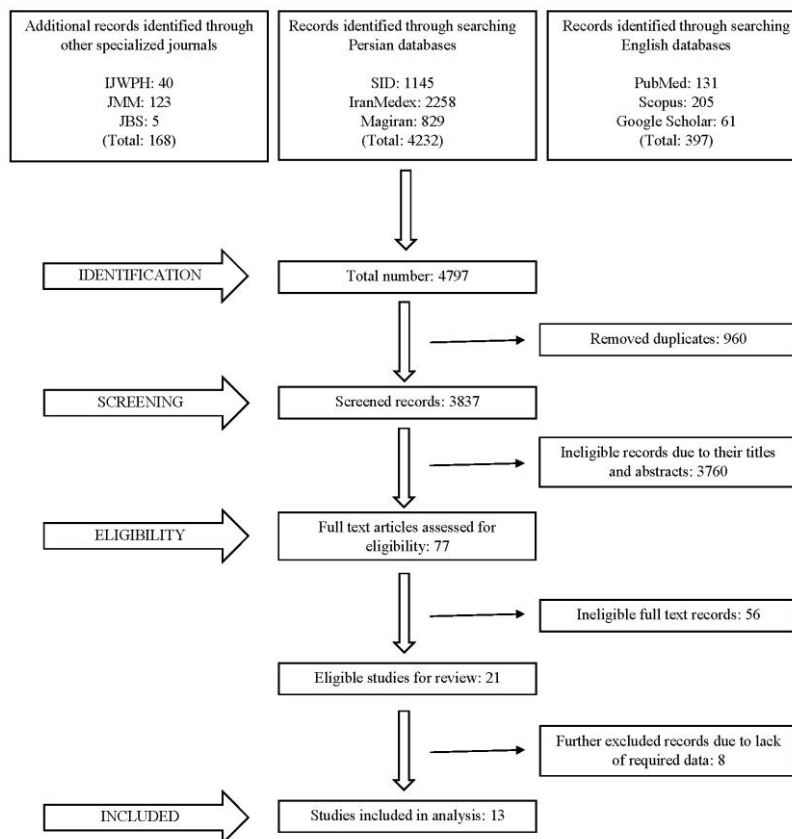 Additional records identified through
other specialized journals
IJWPH: 40
JMM: 123
JBS: 5
(Total: 168)
Records identified through searching
Persian databases
SID: 1145
IranMedex: 2258
Magiran: 829
(Total: 4232)
Records identified through searching
English databases
PubMed: 131
Scopus: 205
Google Scholar: 61
(Total: 397)
IDENTIFICATION
Total number: 4797
Removed duplicates: 960
SCREENING
Screened records: 3837
Ineligible records due to their titles
and abstracts: 3760
ELIGIBILITY
Full text articles assessed for
eligibility: 77
Ineligible full text records: 56
Eligible studies for review: 21
Further excluded records due to lack
of required data: 8
INCLUDED
Studies included in analysis: 13